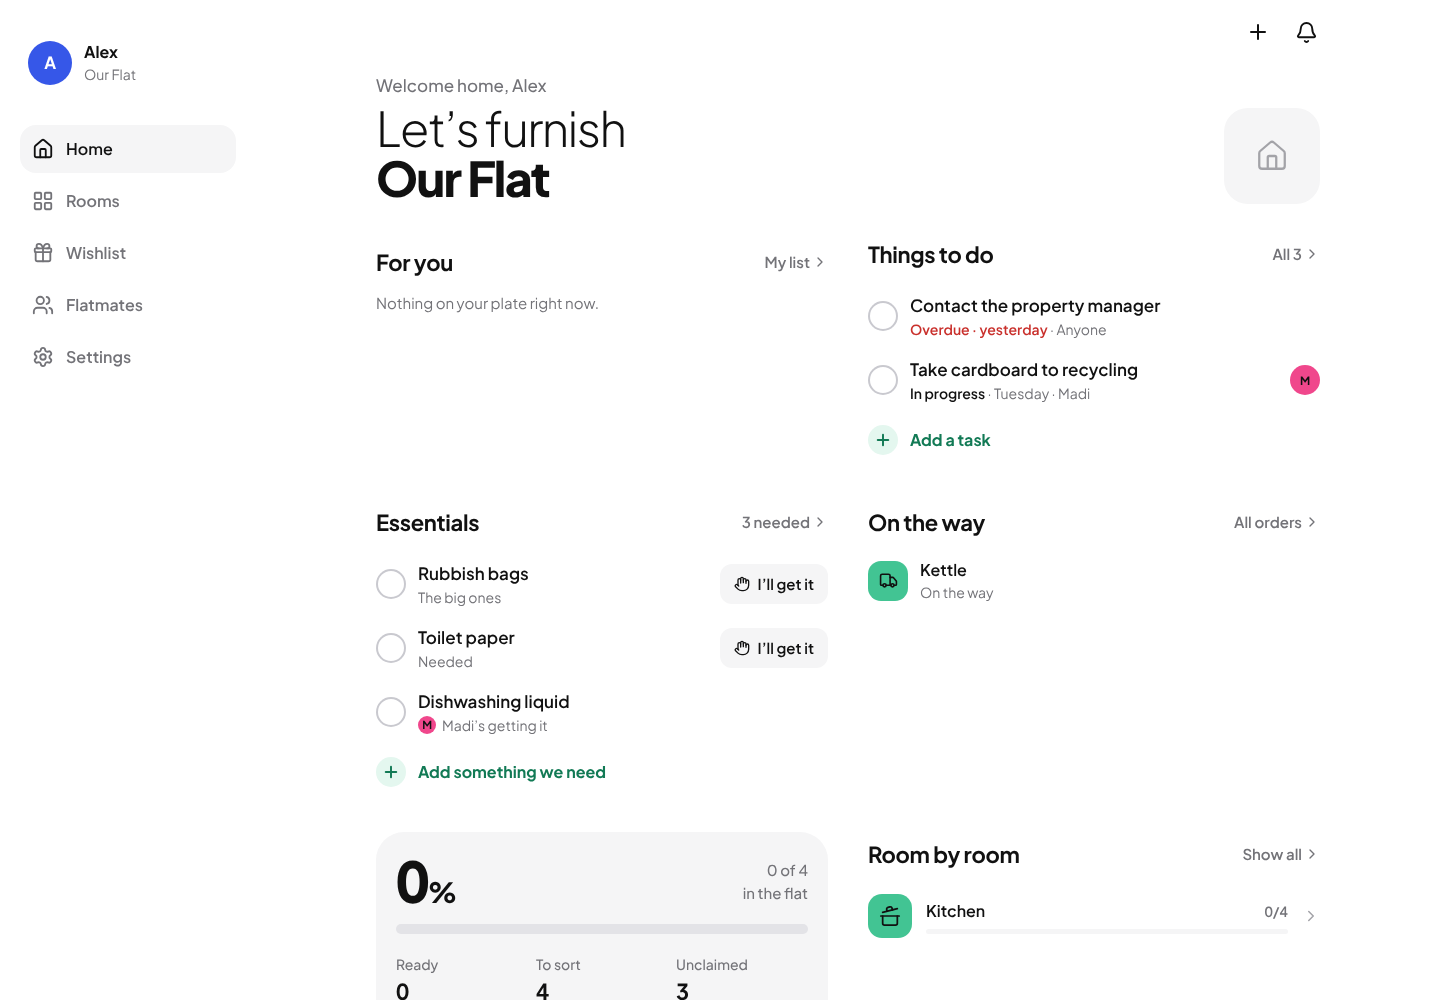 A
Alex
Our Flat
Home
Rooms
Wishlist
Flatmates
Settings
Welcome home, Alex
Let’s furnish
Our Flat
For you
My list
Nothing on your plate right now.
Things to do
All 3
Contact the property manager
Overdue · yesterday · Anyone
Take cardboard to recycling
In progress · Tuesday · Madi
M
Add a task
Essentials
3 needed
Rubbish bags
The big ones
I’ll get it
Toilet paper
Needed
I’ll get it
Dishwashing liquid
M Madi’s getting it
Add something we need
On the way
All orders
Kettle
On the way
0%
0 of 4
in the flat
Ready
To sort
Unclaimed
0
4
3
Room by room
Show all
Kitchen
0/4